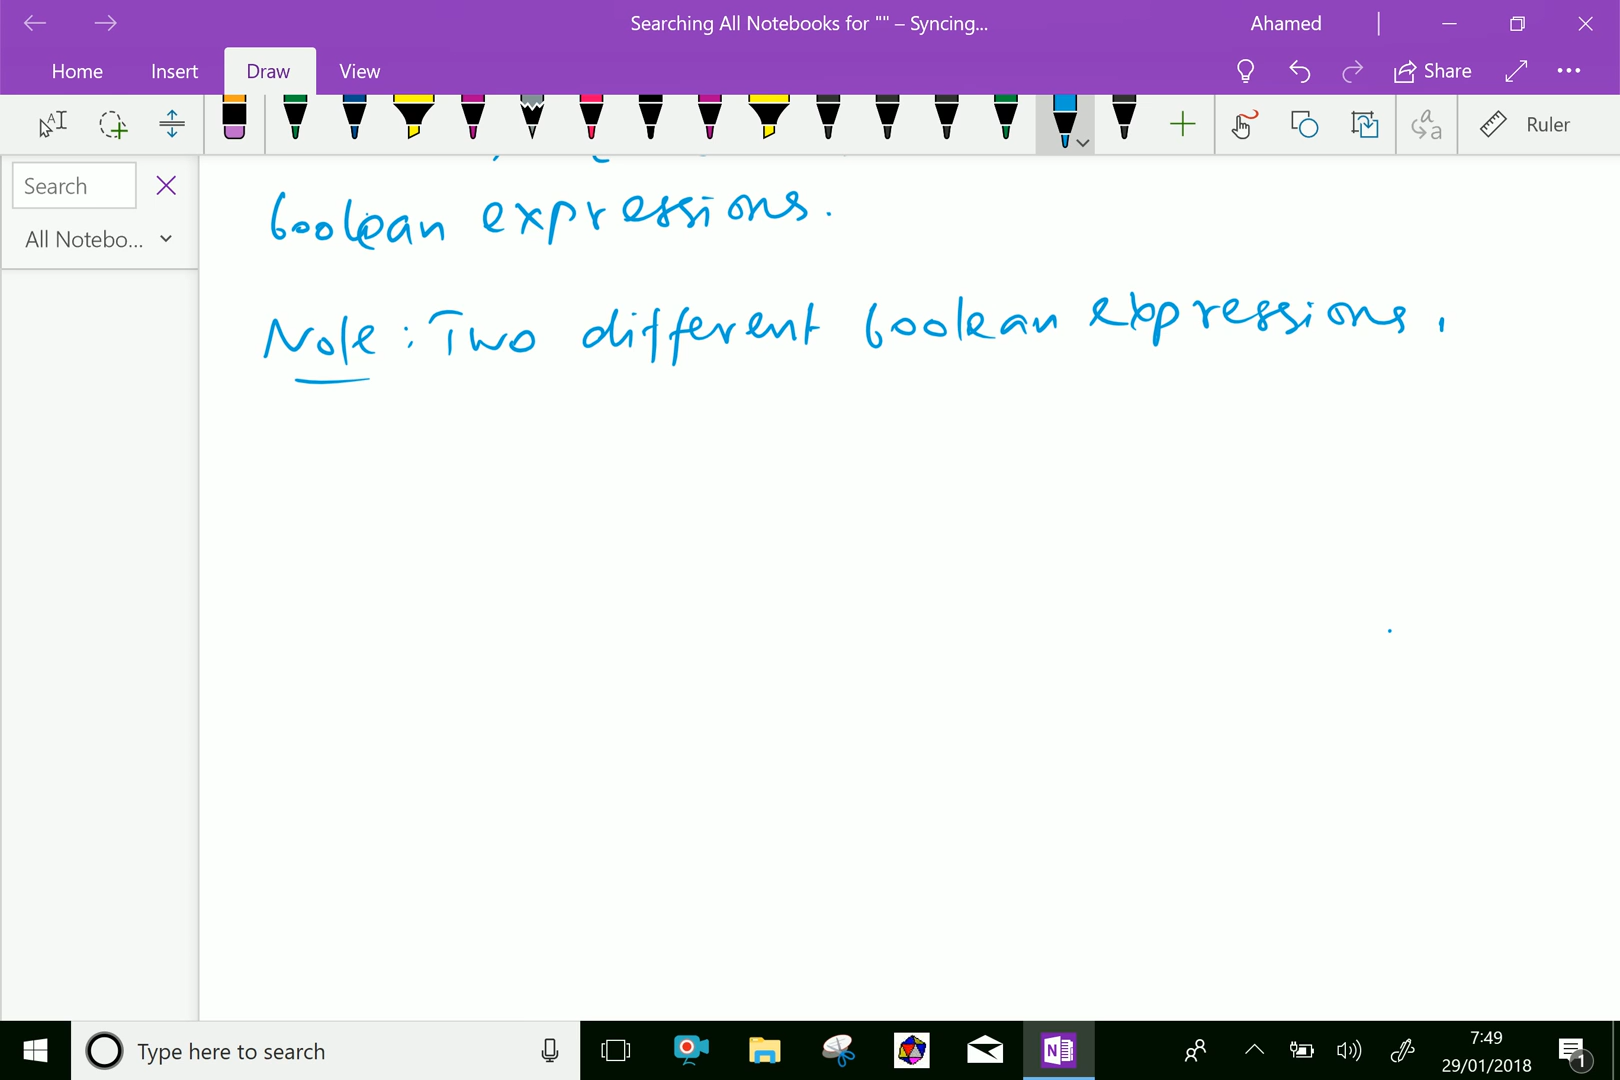 Searching All Notebooks for "" – Syncing...
Ahamed
Home Insert Draw View
Share
Ruler
Search
All Notebo...
boolean expressions.
Note : Two different boolean expressions.
Type here to search
7:49
29/01/2018
1